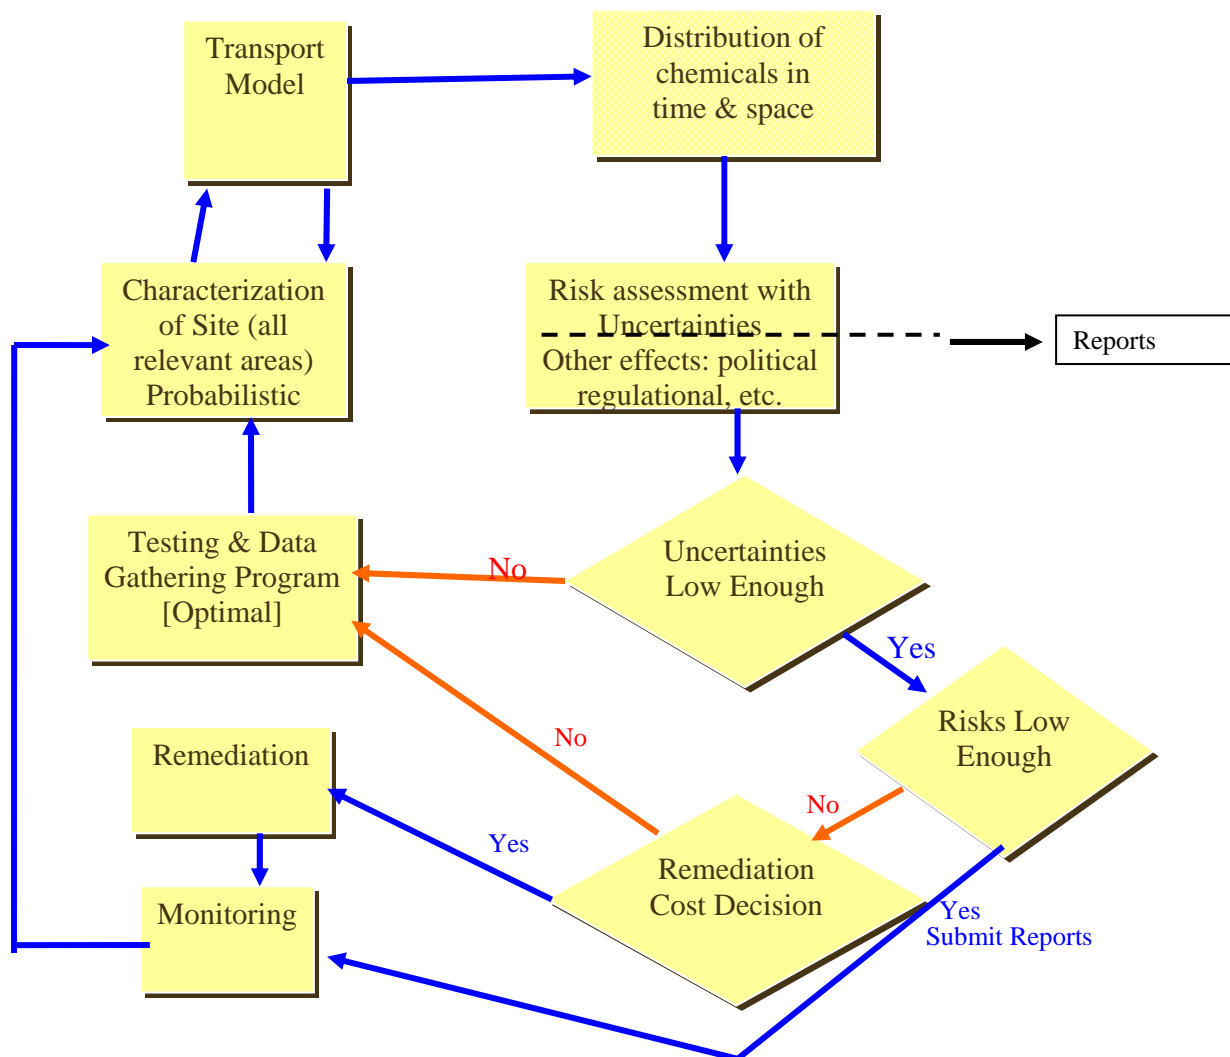 Transport
Model
Distribution of
chemicals in
time & space
Characterization
of Site (all
relevant areas)
Probabilistic
Risk assessment with
Uncertainties
Other effects: political
regulational, etc.
Reports
Testing & Data
Gathering Program
[Optimal]
No
Uncertainties
Low Enough
Yes
Risks Low
Enough
No
No
Remediation
Yes
Remediation
Cost Decision
Monitoring
Yes
Submit Reports